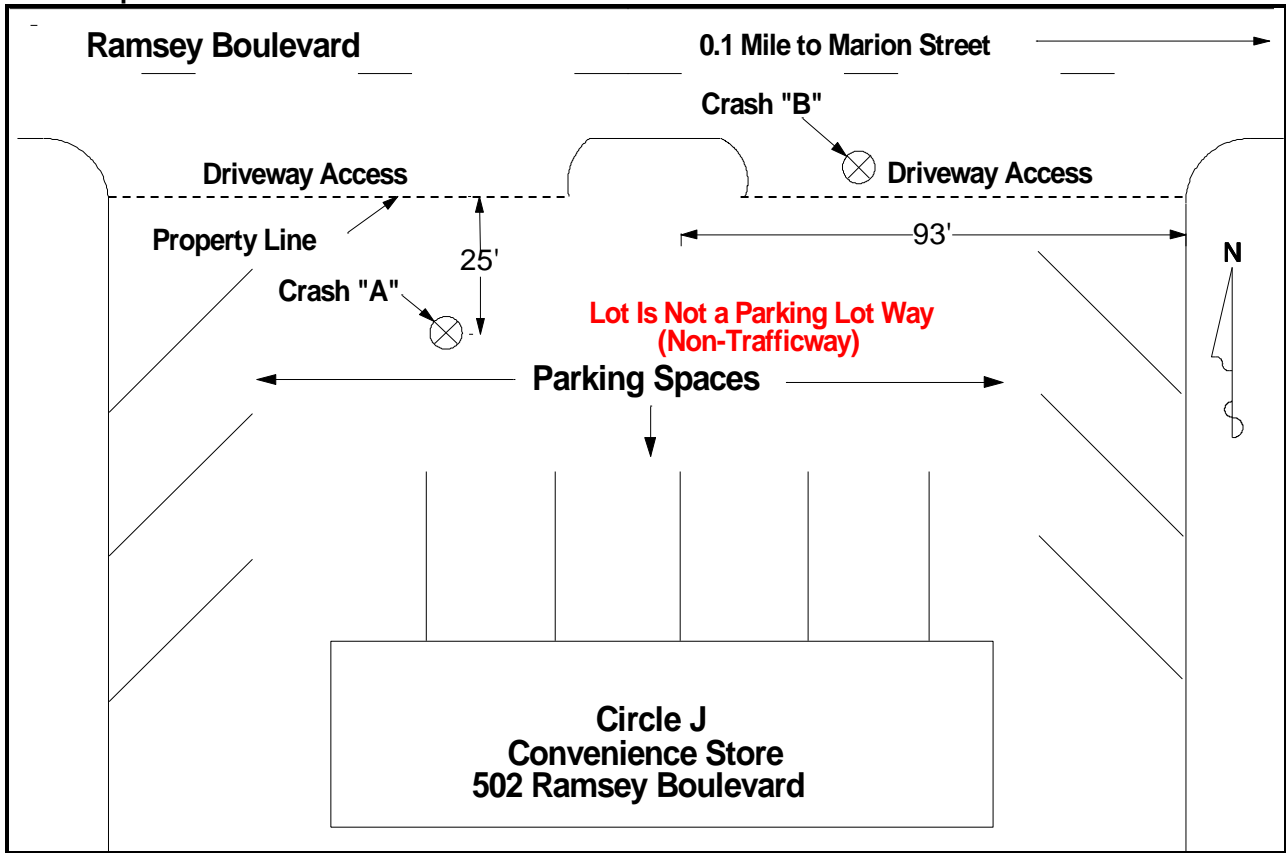 Ramsey Boulevard
0.1 Mile to Marion Street
Crash "B"
Driveway Access
Driveway Access
Property Line
25'
93'
N
Crash "A"
Lot Is Not a Parking Lot Way
(Non-Trafficway)
Parking Spaces
Circle J
Convenience Store
502 Ramsey Boulevard